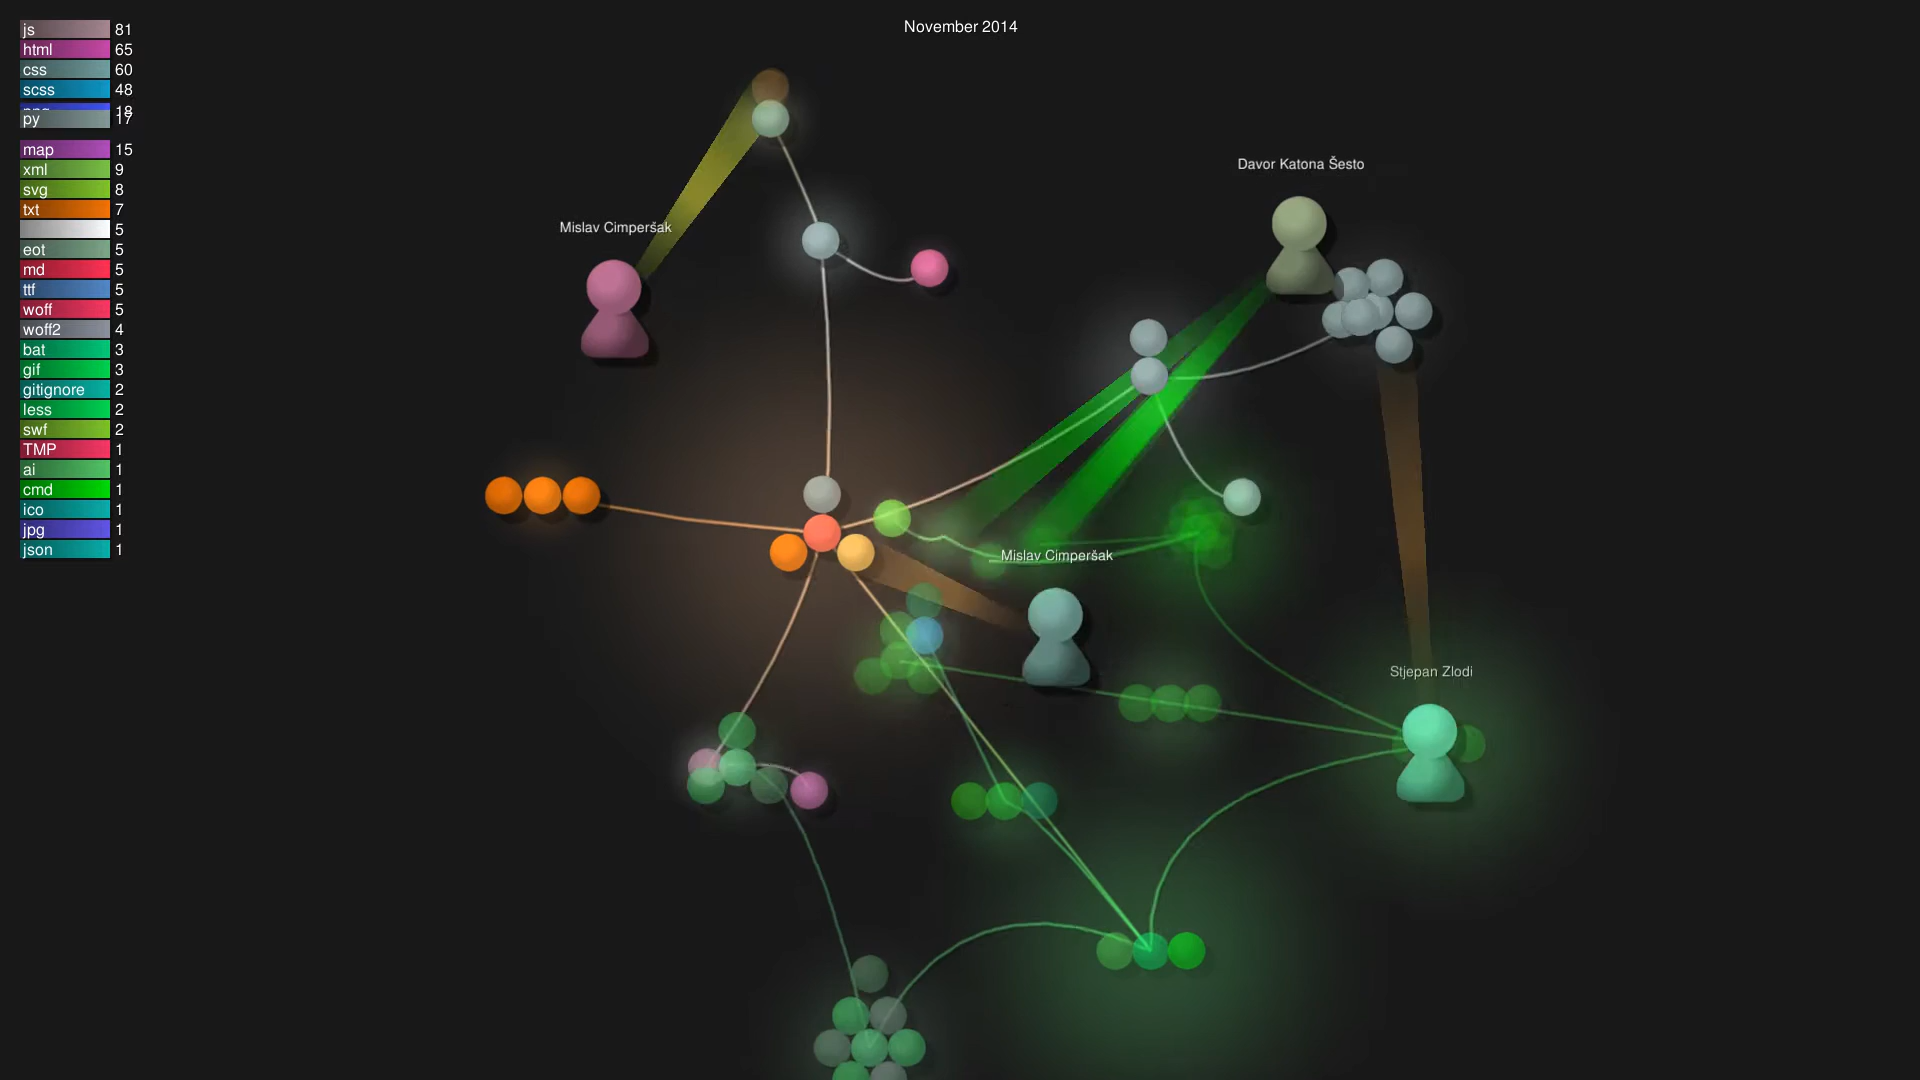 November 2014
js 81
html 65
css 60
scss 48
png 18
py 17
map 15
xml 9
svg 8
txt 7
5
eot 5
md 5
ttf 5
woff 5
woff2 4
bat 3
gif 3
gitignore 2
less 2
swf 2
TMP 1
ai 1
cmd 1
ico 1
jpg 1
json 1
Davor Katona Šesto
Mislav Cimperšak
Mislav Cimperšak
Stjepan Zlodi